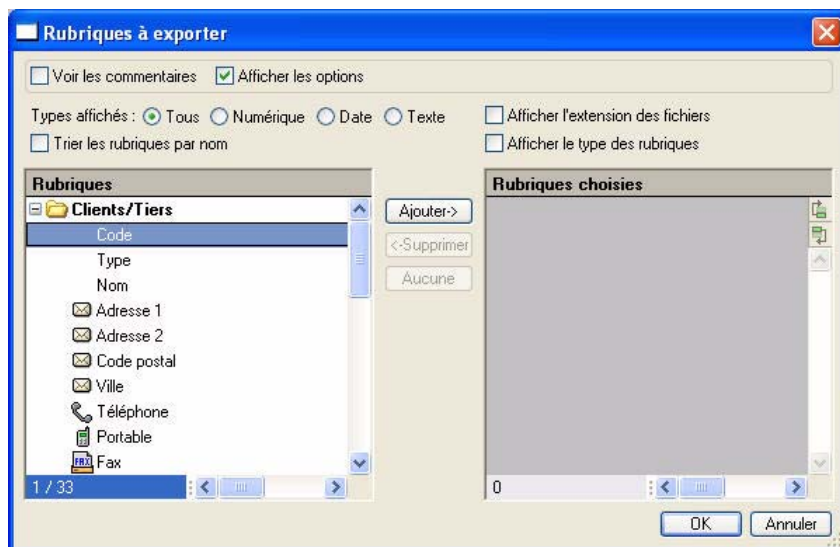 Rubriques à exporter
Voir les commentaires Afficher les options
Types affichés : Tous Numérique Date Texte
Afficher l'extension des fichiers
Trier les rubriques par nom
Afficher le type des rubriques
Rubriques
Clients/Tiers
Code
Type
Nom
Adresse 1
Adresse 2
Code postal
Ville
Téléphone
Portable
FAX Fax
1 / 33
Ajouter->
<-Supprimer
Aucune
Rubriques choisies
0
OK Annuler